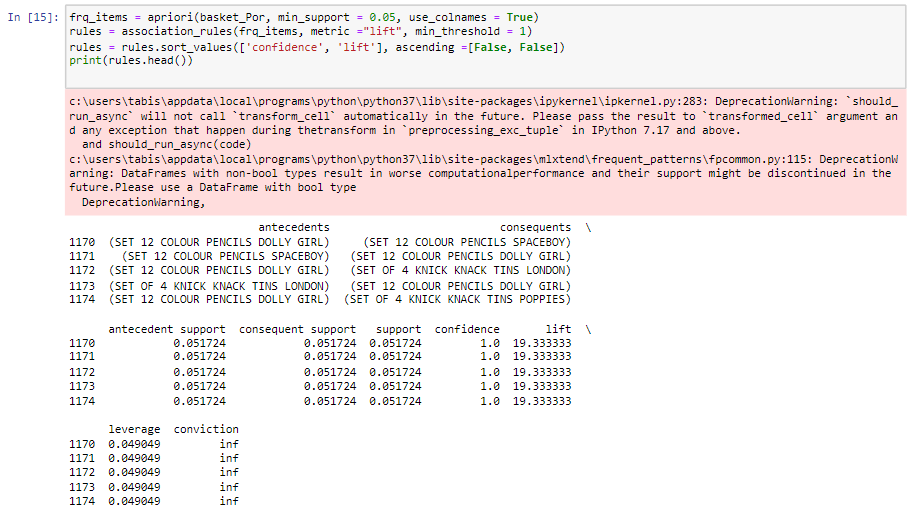 In [15]: frq_items = apriori(basket_Por, min_support = 0.05, use_colnames = True)
rules = association_rules(frq_items, metric ="lift", min_threshold = 1)
rules = rules.sort_values(['confidence', 'lift'], ascending =[False, False])
print(rules.head())
c:\users\tabis\appdata\local\programs\python\python37\lib\site-packages\ipykernel\ipkernel.py:283: DeprecationWarning: `should_
run_async` will not call `transform_cell` automatically in the future. Please pass the result to `transformed_cell` argument an
d any exception that happen during thetransform in `preprocessing_exc_tuple` in IPython 7.17 and above.
and should_run_async(code)
c:\users\tabis\appdata\local\programs\python\python37\lib\site-packages\mlxtend\frequent_patterns\fpcommon.py:115: DeprecationW
arning: DataFrames with non-bool types result in worse computationalperformance and their support might be discontinued in the
future.Please use a DataFrame with bool type
DeprecationWarning,
antecedents consequents \
1170 (SET 12 COLOUR PENCILS DOLLY GIRL) (SET 12 COLOUR PENCILS SPACEBOY)
1171 (SET 12 COLOUR PENCILS SPACEBOY) (SET 12 COLOUR PENCILS DOLLY GIRL)
1172 (SET 12 COLOUR PENCILS DOLLY GIRL) (SET OF 4 KNICK KNACK TINS LONDON)
1173 (SET OF 4 KNICK KNACK TINS LONDON) (SET 12 COLOUR PENCILS DOLLY GIRL)
1174 (SET 12 COLOUR PENCILS DOLLY GIRL) (SET OF 4 KNICK KNACK TINS POPPIES)
antecedent support consequent support support confidence lift \
1170 0.051724 0.051724 0.051724 1.0 19.333333
1171 0.051724 0.051724 0.051724 1.0 19.333333
1172 0.051724 0.051724 0.051724 1.0 19.333333
1173 0.051724 0.051724 0.051724 1.0 19.333333
1174 0.051724 0.051724 0.051724 1.0 19.333333
leverage conviction
1170 0.049049 inf
1171 0.049049 inf
1172 0.049049 inf
1173 0.049049 inf
1174 0.049049 inf